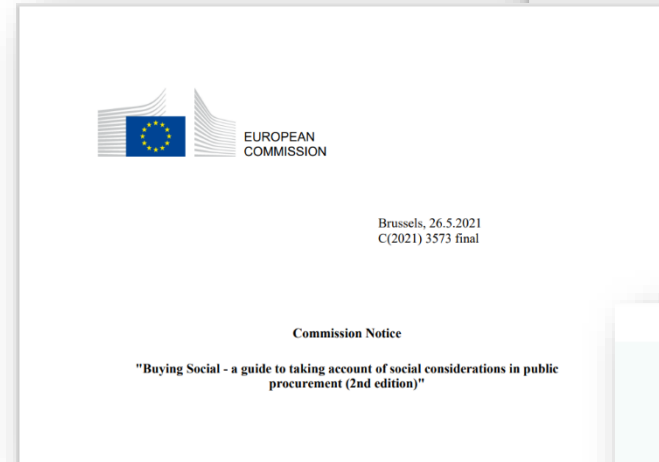 EUROPEAN
COMMISSION
Brussels, 26.5.2021
C(2021) 3573 final
Commission Notice
"Buying Social - a guide to taking account of social considerations in public
procurement (2nd edition)"